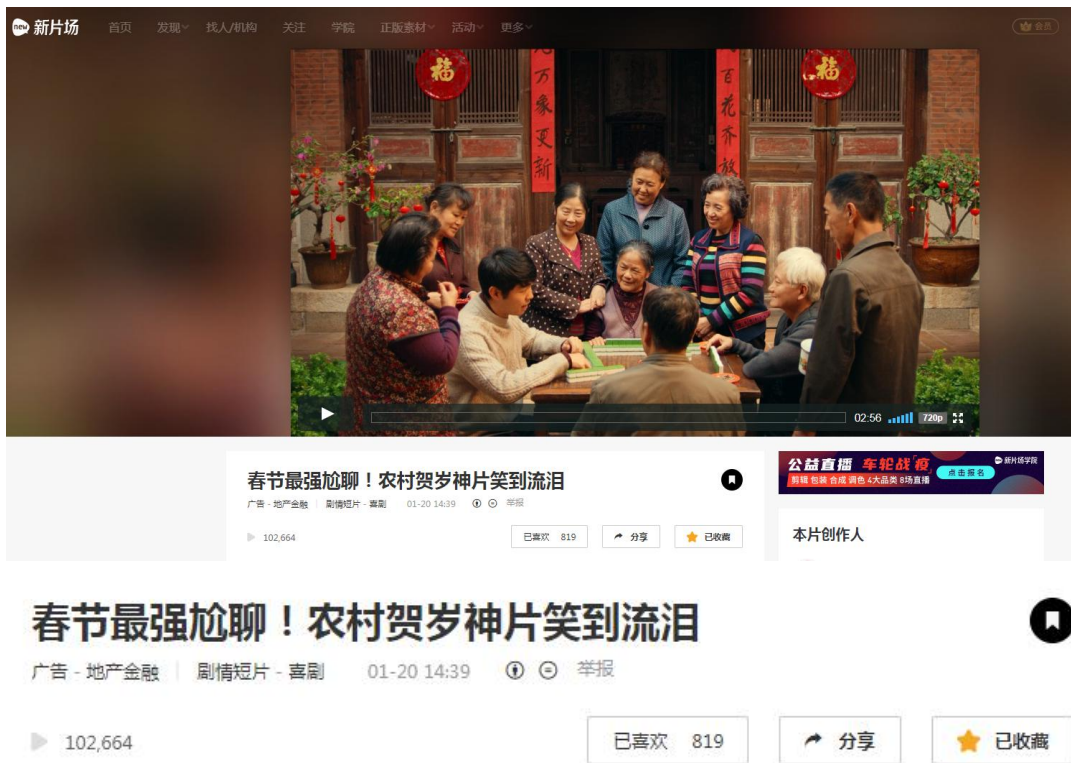 new 新片场 首页 发现 找人/机构 关注 学院 正版素材 活动 更多 会员
福 福
万象更新
百花齐放
02:56 720p
春节最强尬聊！农村贺岁神片笑到流泪
广告 - 地产金融 剧情短片 - 喜剧 01-20 14:39 举报
102,664 已喜欢 819 分享 已收藏
公益直播 车轮战“疫” 点击报名 新片场学院
剪辑 包装 合成 调色 4大品类 8场直播
本片创作人
春节最强尬聊！农村贺岁神片笑到流泪
广告 - 地产金融 剧情短片 - 喜剧 01-20 14:39 举报
102,664 已喜欢 819 分享 已收藏